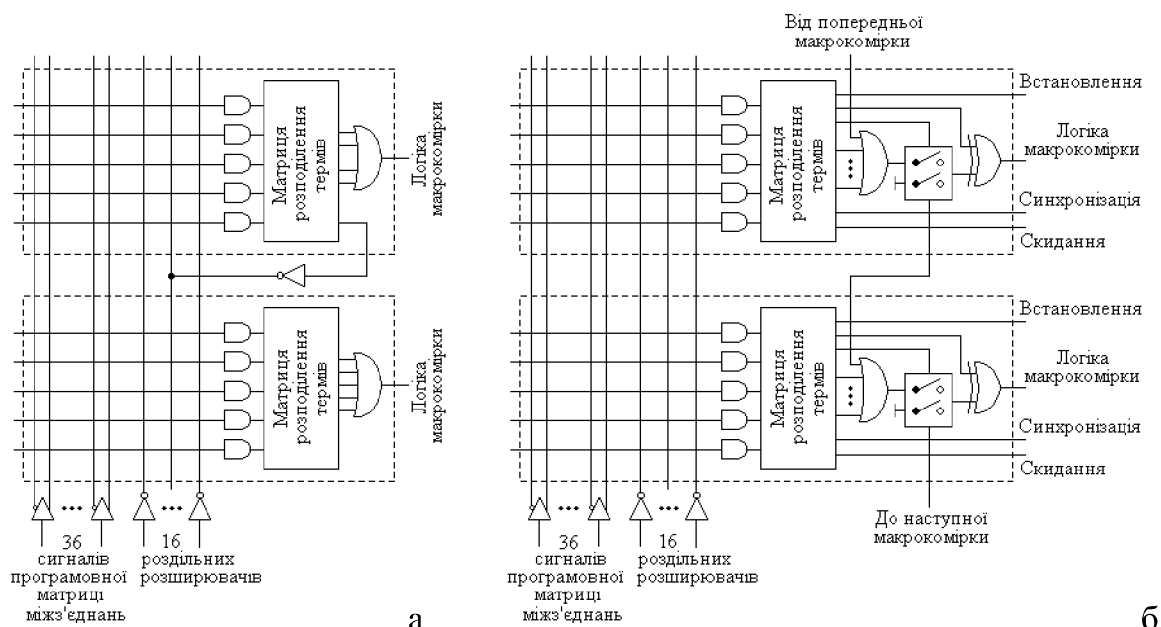 Матриця
розподілення
термів
Логіка
макрокомірки
Матриця
розподілення
термів
Логіка
макрокомірки
36
сигналів
програмовної
матриці
міжз'єднань
16
роздільних
розширювачів
а
Від попередньої
макрокомірки
Матриця
розподілення
термів
Встановлення
Логіка
макрокомірки
Синхронізація
Скидання
Матриця
розподілення
термів
Встановлення
Логіка
макрокомірки
Синхронізація
Скидання
До наступної
макрокомірки
36
сигналів
програмовної
матриці
міжз'єднань
16
роздільних
розширювачів
б